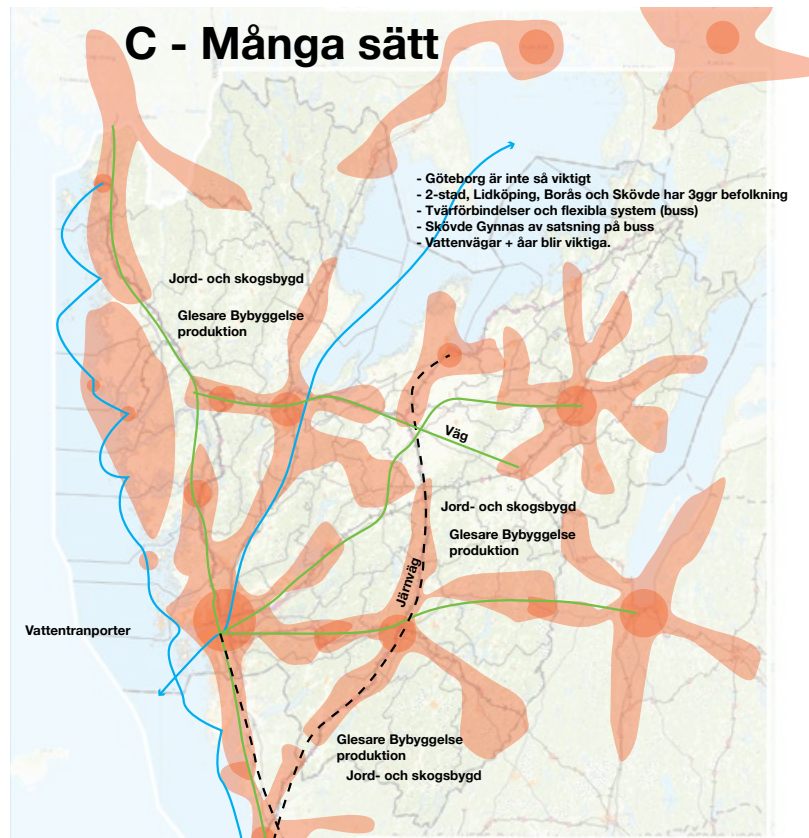 C - Många sätt
- Göteborg är inte så viktigt
- 2-stad, Lidköping, Borås och Skövde har 3ggr befolkning
- Tvärförbindelser och flexibla system (buss)
- Skövde Gynnas av satsning på buss
- Vattenvägar + åar blir viktiga.
Jord- och skogsbygd
Glesare Bybyggelse
produktion
Väg
Jord- och skogsbygd
Glesare Bybyggelse
produktion
Järnväg
Vattentranporter
Glesare Bybyggelse
produktion
Jord- och skogsbygd